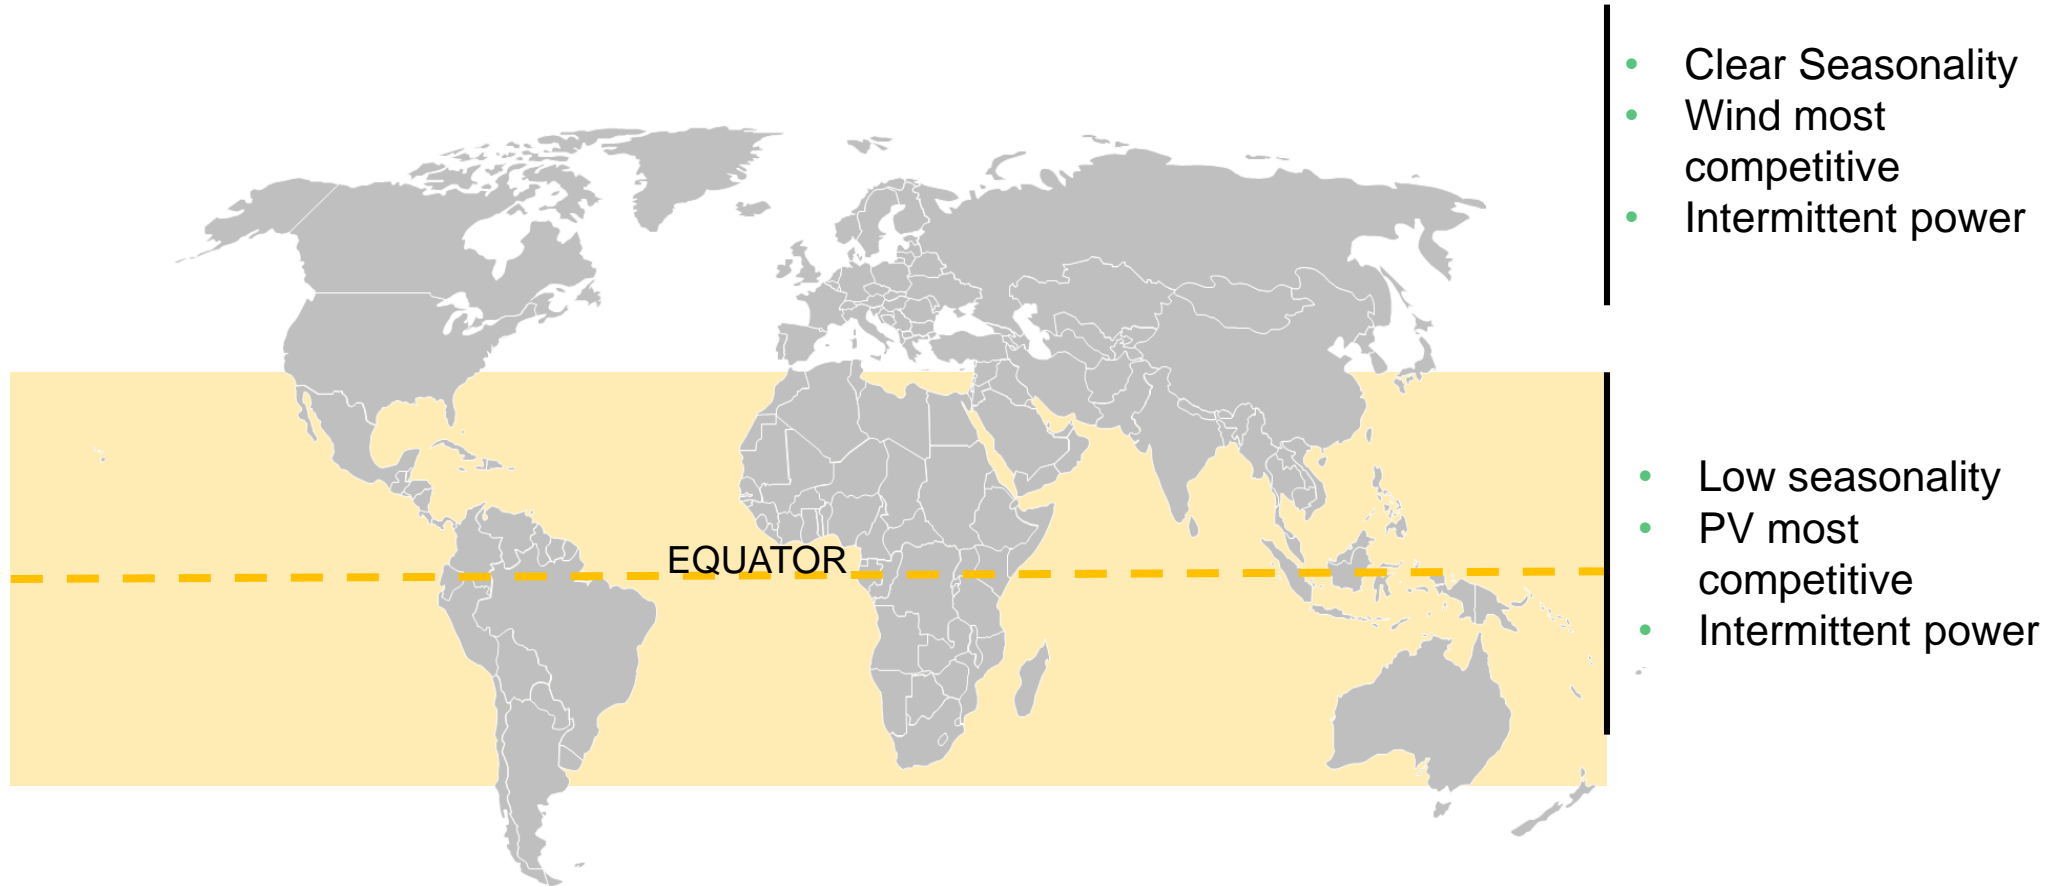 • Clear Seasonality
• Wind most
competitive
• Intermittent power
EQUATOR
• Low seasonality
• PV most
competitive
• Intermittent power